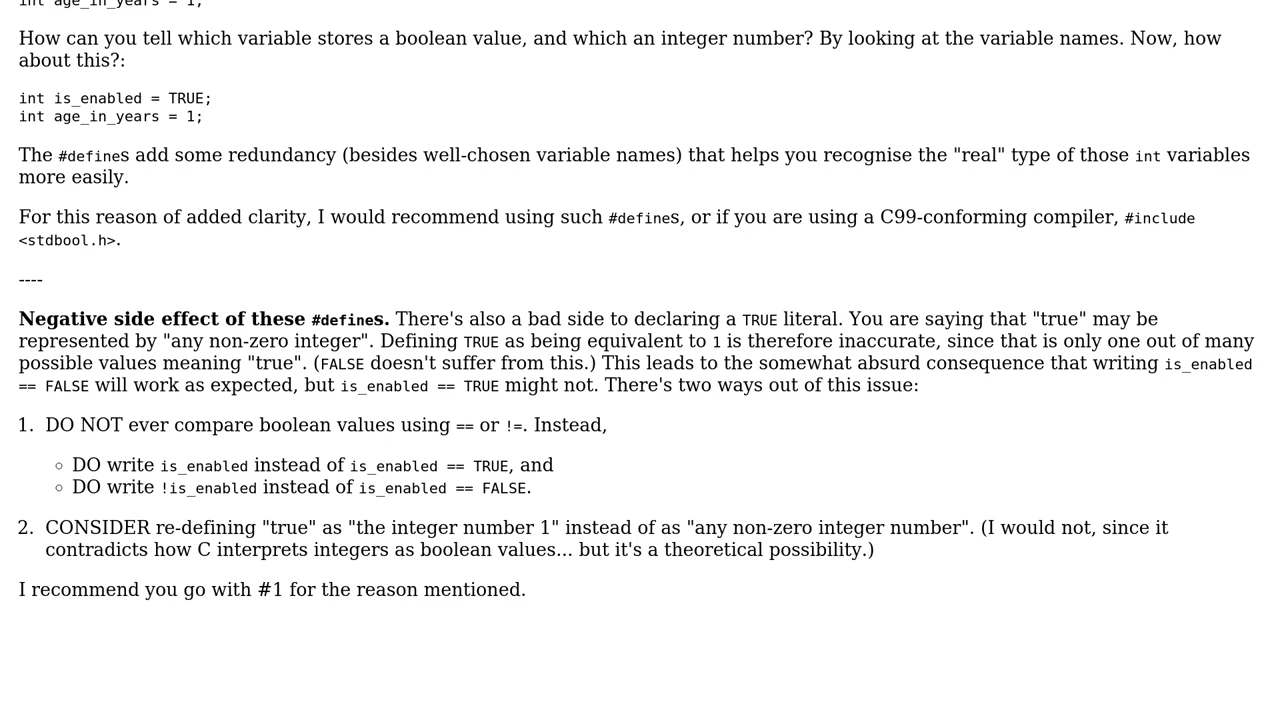 int age_in_years = 1;
How can you tell which variable stores a boolean value, and which an integer number? By looking at the variable names. Now, how
about this?:
int is_enabled = TRUE;
int age_in_years = 1;
The #defines add some redundancy (besides well-chosen variable names) that helps you recognise the "real" type of those int variables
more easily.
For this reason of added clarity, I would recommend using such #defines, or if you are using a C99-conforming compiler, #include
<stdbool.h>.
----
Negative side effect of these #defines. There's also a bad side to declaring a TRUE literal. You are saying that "true" may be
represented by "any non-zero integer". Defining TRUE as being equivalent to 1 is therefore inaccurate, since that is only one out of many
possible values meaning "true". (FALSE doesn't suffer from this.) This leads to the somewhat absurd consequence that writing is_enabled
== FALSE will work as expected, but is_enabled == TRUE might not. There's two ways out of this issue:
1. DO NOT ever compare boolean values using == or !=. Instead,
◦ DO write is_enabled instead of is_enabled == TRUE, and
◦ DO write !is_enabled instead of is_enabled == FALSE.
2. CONSIDER re-defining "true" as "the integer number 1" instead of as "any non-zero integer number". (I would not, since it
contradicts how C interprets integers as boolean values... but it's a theoretical possibility.)
I recommend you go with #1 for the reason mentioned.